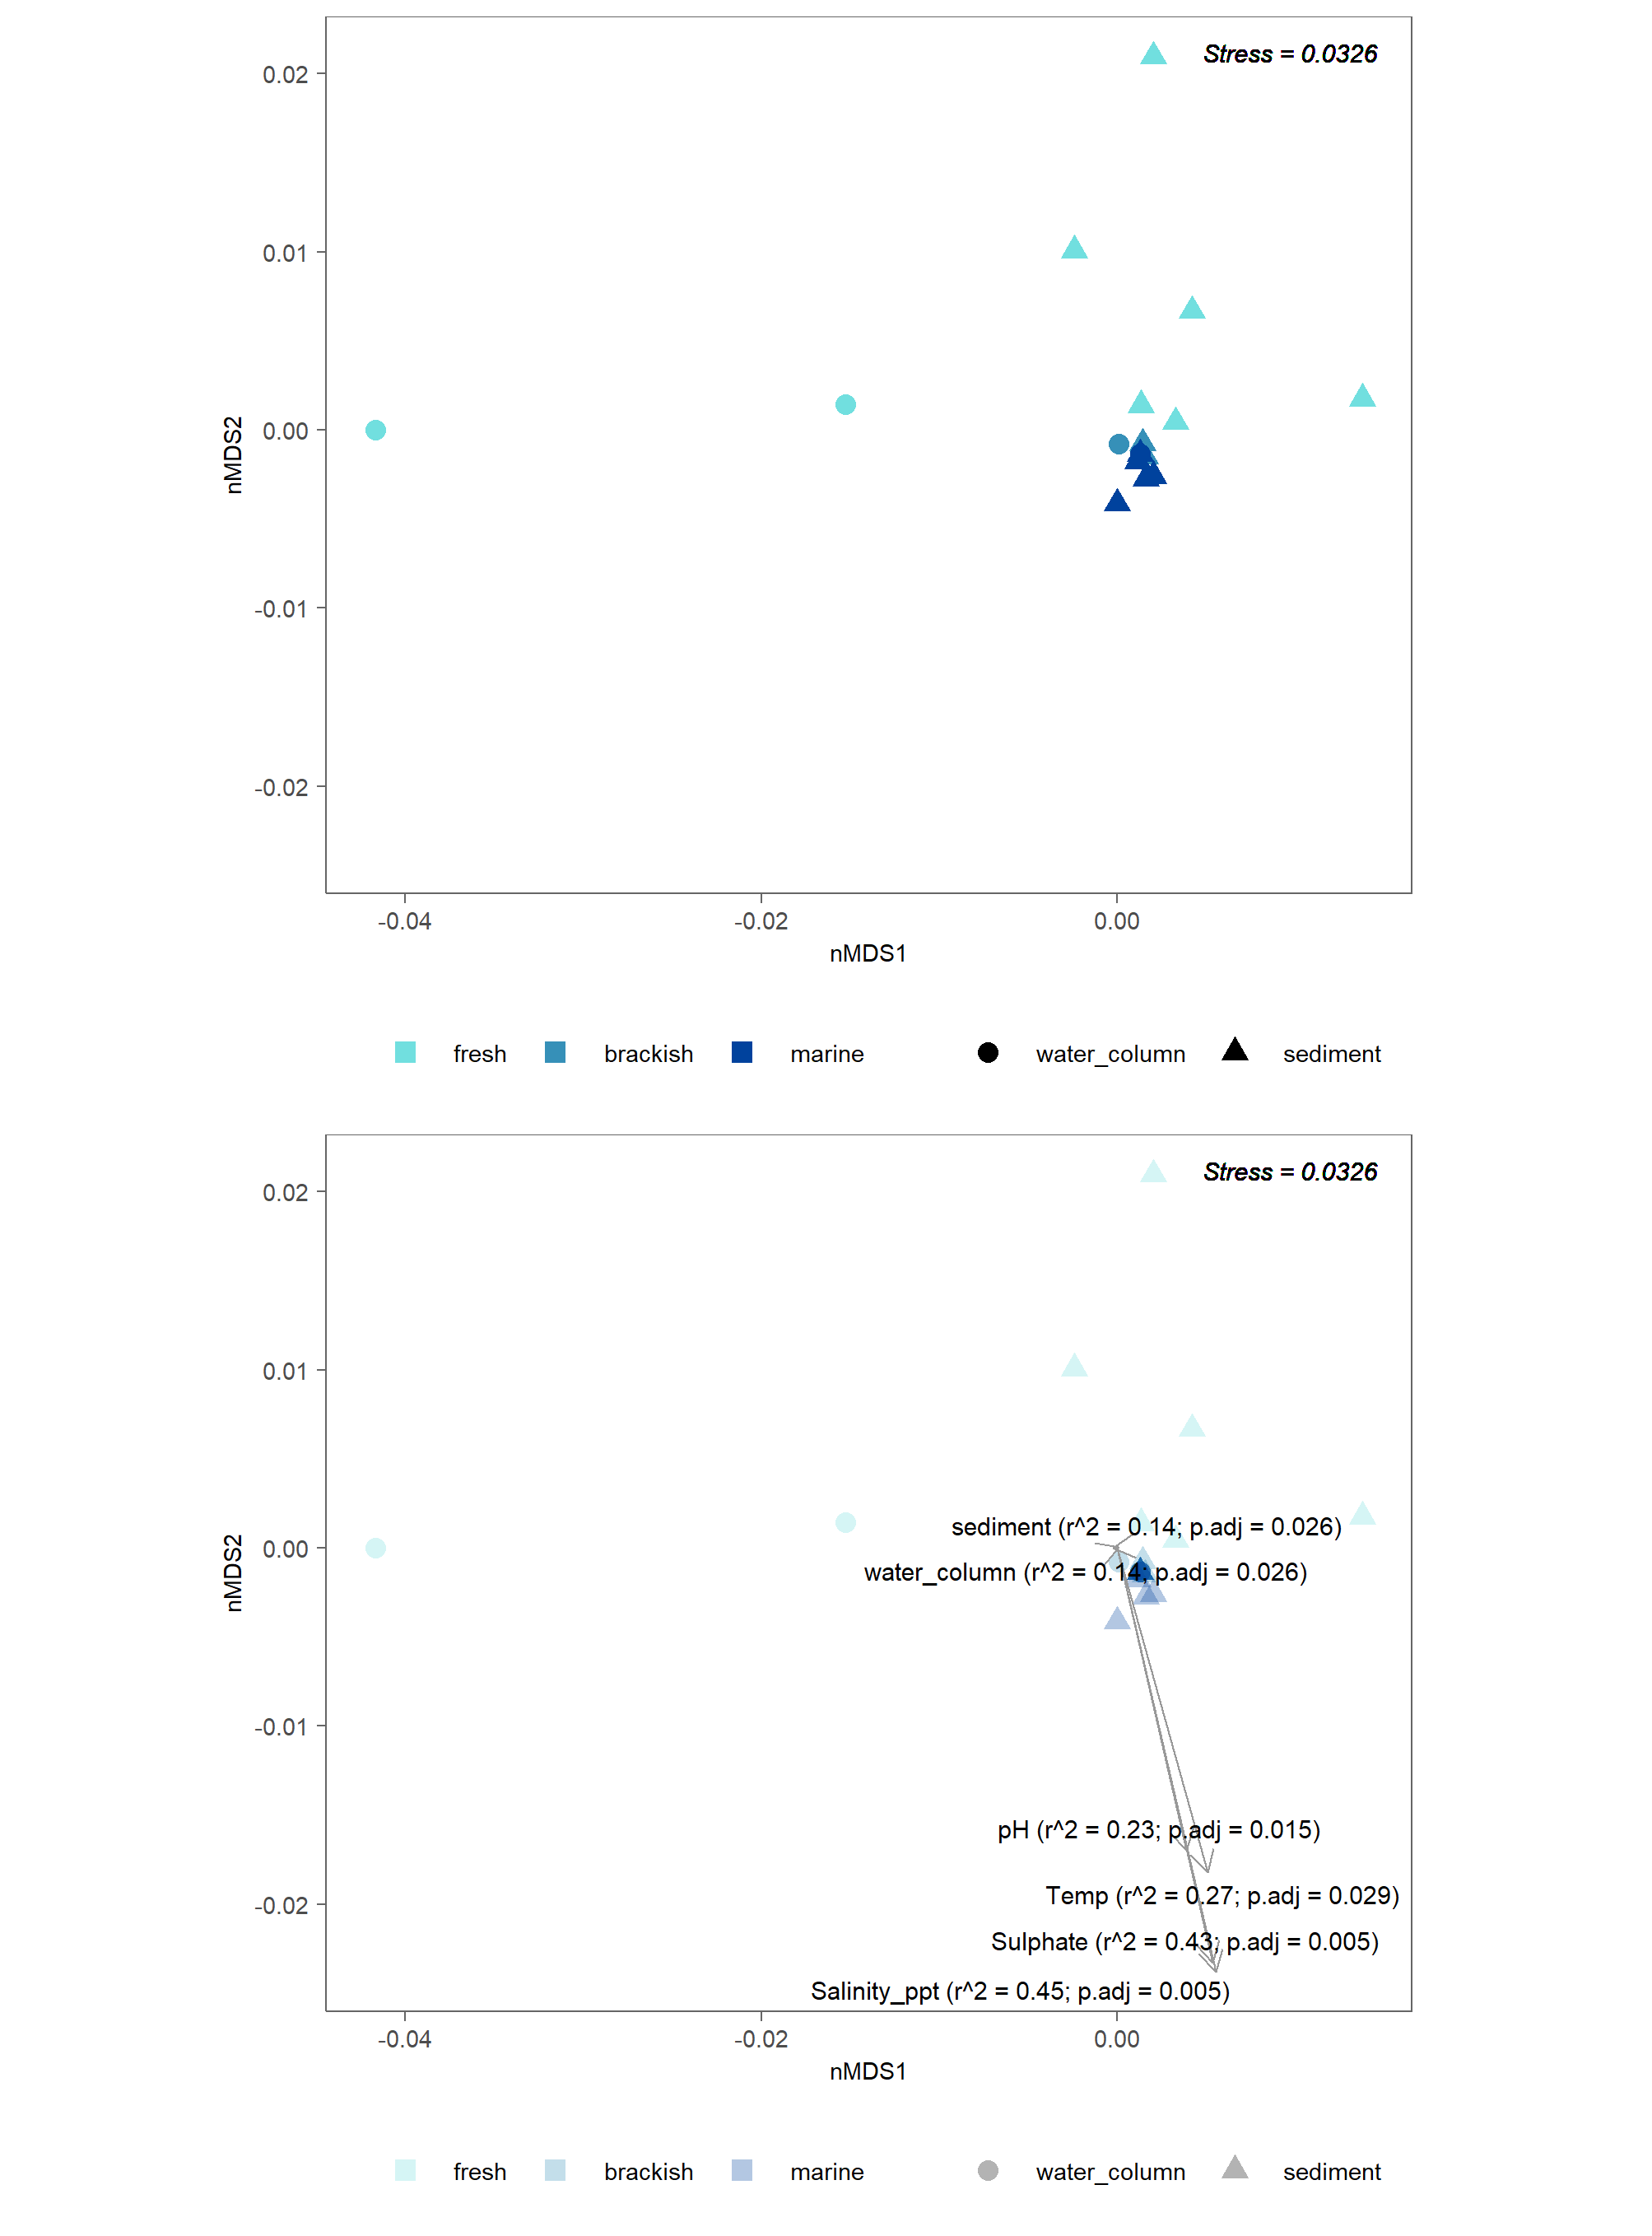 Stress = 0.0326
0.02
0.01
0.00
-0.01
-0.02
nMDS2
-0.04 -0.02 0.00
nMDS1
fresh brackish marine water_column sediment
Stress = 0.0326
0.02
0.01
0.00
-0.01
-0.02
nMDS2
sediment (r^2 = 0.14; p.adj = 0.026)
water_column (r^2 = 0.14; p.adj = 0.026)
pH (r^2 = 0.23; p.adj = 0.015)
Temp (r^2 = 0.27; p.adj = 0.029)
Sulphate (r^2 = 0.43; p.adj = 0.005)
Salinity_ppt (r^2 = 0.45; p.adj = 0.005)
-0.04 -0.02 0.00
nMDS1
fresh brackish marine water_column sediment